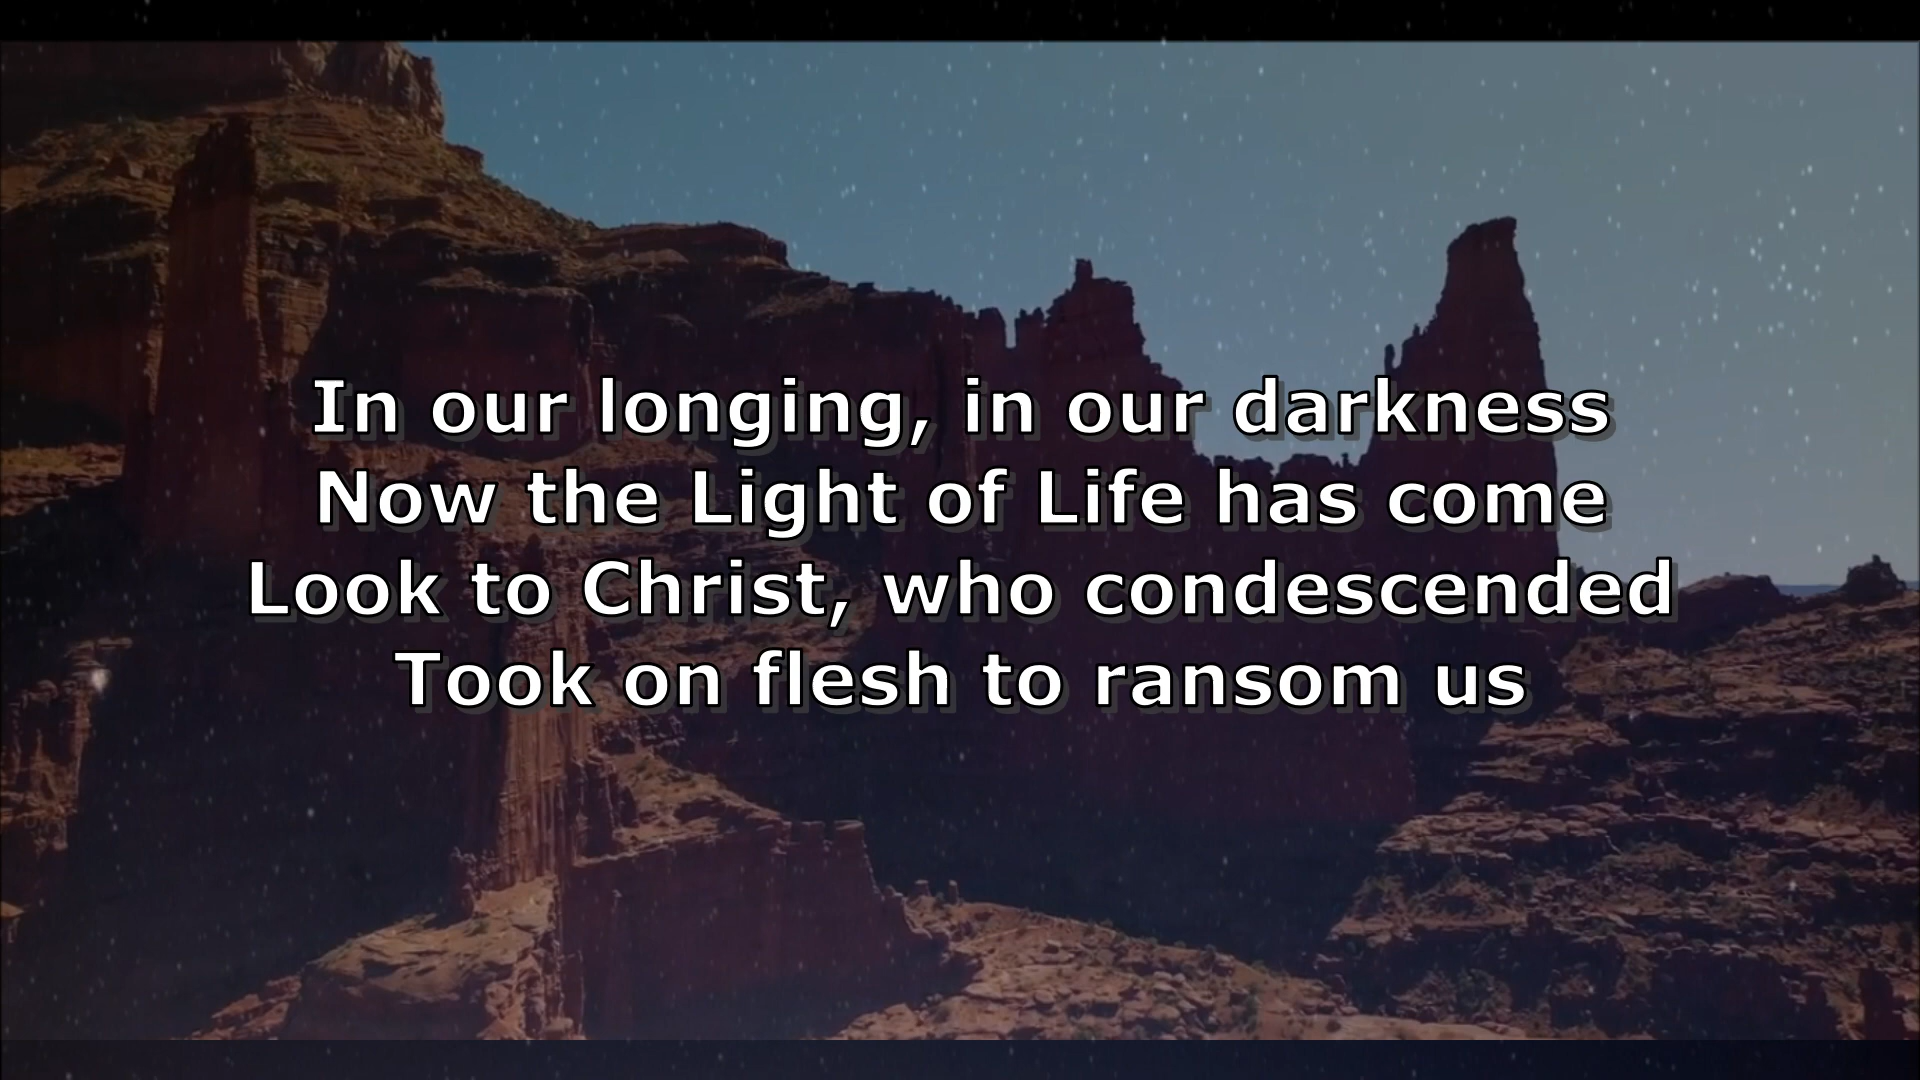 In our longing, in our darkness
Now the Light of Life has come
Look to Christ, who condescended
Took on flesh to ransom us